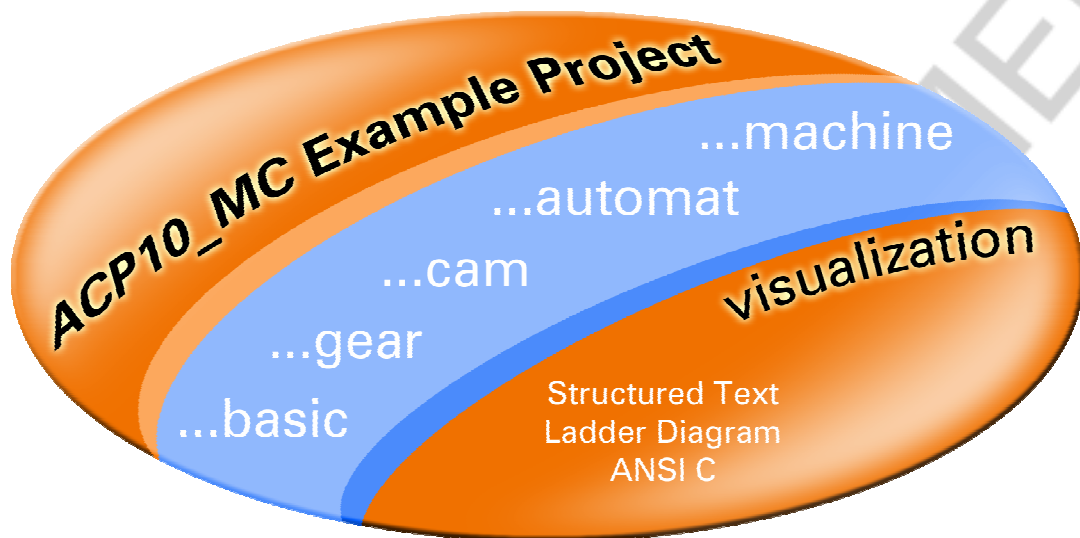 ACP10_MC Example Project
...machine
...automat
...cam
...gear
...basic
visualization
Structured Text
Ladder Diagram
ANSI C